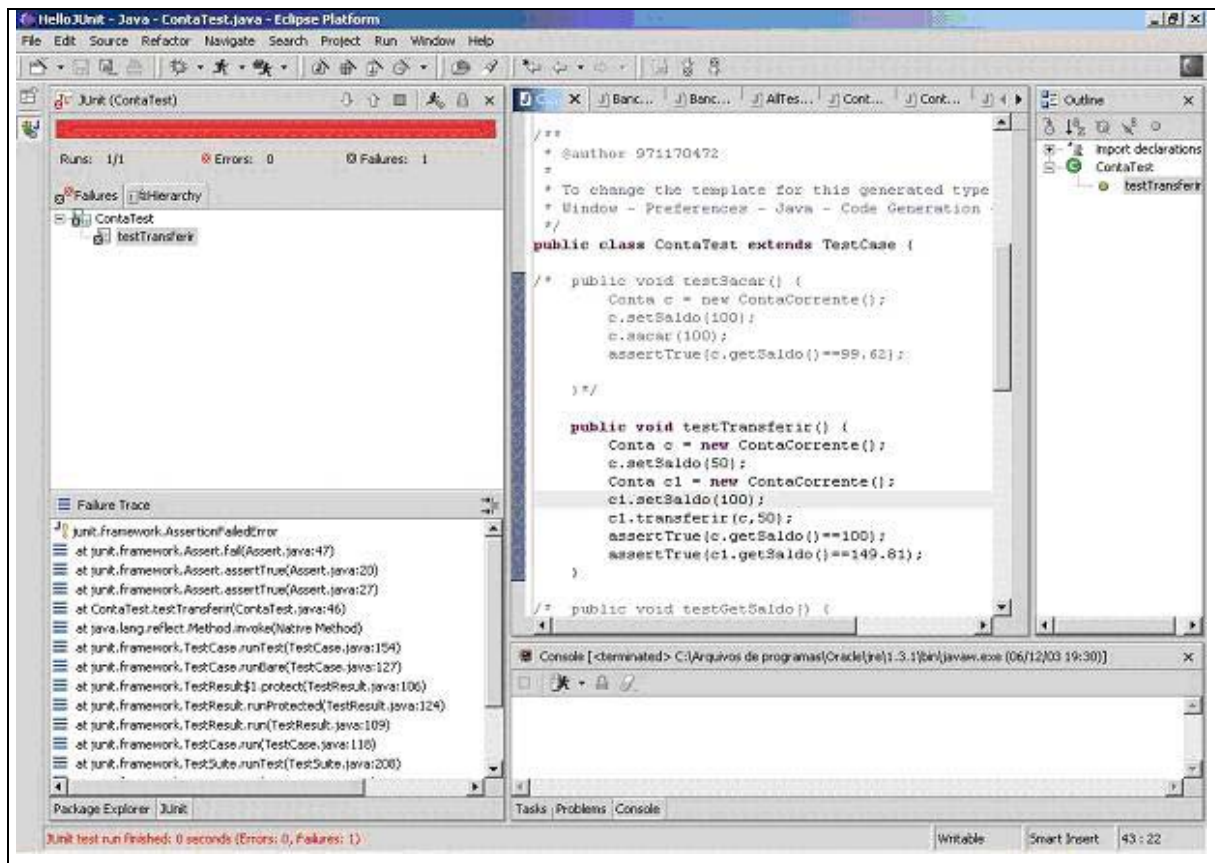 HelloJUnit - Java - ContaTest.java - Eclipse Platform
File Edit Source Refactor Navigate Search Project Run Window Help
JUnit (ContaTest)
Runs: 1/1 Errors: 0 Failures: 1
Failures Hierarchy
ContaTest
testTransferir
Failure Trace
junit.framework.AssertionFailedError
at junit.framework.Assert.fail(Assert.java:47)
at junit.framework.Assert.assertTrue(Assert.java:20)
at junit.framework.Assert.assertTrue(Assert.java:27)
at ContaTest.testTransferir(ContaTest.java:46)
at java.lang.reflect.Method.invoke(Native Method)
at junit.framework.TestCase.runTest(TestCase.java:154)
at junit.framework.TestCase.runBare(TestCase.java:127)
at junit.framework.TestResult$1.protect(TestResult.java:106)
at junit.framework.TestResult.runProtected(TestResult.java:124)
at junit.framework.TestResult.run(TestResult.java:109)
at junit.framework.TestCase.run(TestCase.java:118)
at junit.framework.TestSuite.runTest(TestSuite.java:208)
Package Explorer JUnit
Banc... Banc... AllTes... Cont... Cont...
/**
* @author 971170472
*
* To change the template for this generated type
* Window - Preferences - Java - Code Generation
*/
public class ContaTest extends TestCase {
/* public void testSacar() {
Conta c = new ContaCorrente();
c.setSaldo(100);
c.sacar(100);
assertTrue(c.getSaldo()==99.62);
}*/
public void testTransferir() {
Conta c = new ContaCorrente();
c.setSaldo(50);
Conta c1 = new ContaCorrente();
c1.setSaldo(100);
c1.transferir(c,50);
assertTrue(c.getSaldo()==100);
assertTrue(c1.getSaldo()==149.81);
}
/* public void testGetSaldo() {
Outline
import declarations
ContaTest
testTransferir
Console [<terminated> C:\Arquivos de programas\Oracle\jre\1.3.1\bin\javaw.exe (06/12/03 19:30)]
Tasks Problems Console
JUnit test run finished: 0 seconds (Errors: 0, Failures: 1)
Writable Smart Insert 43 : 22